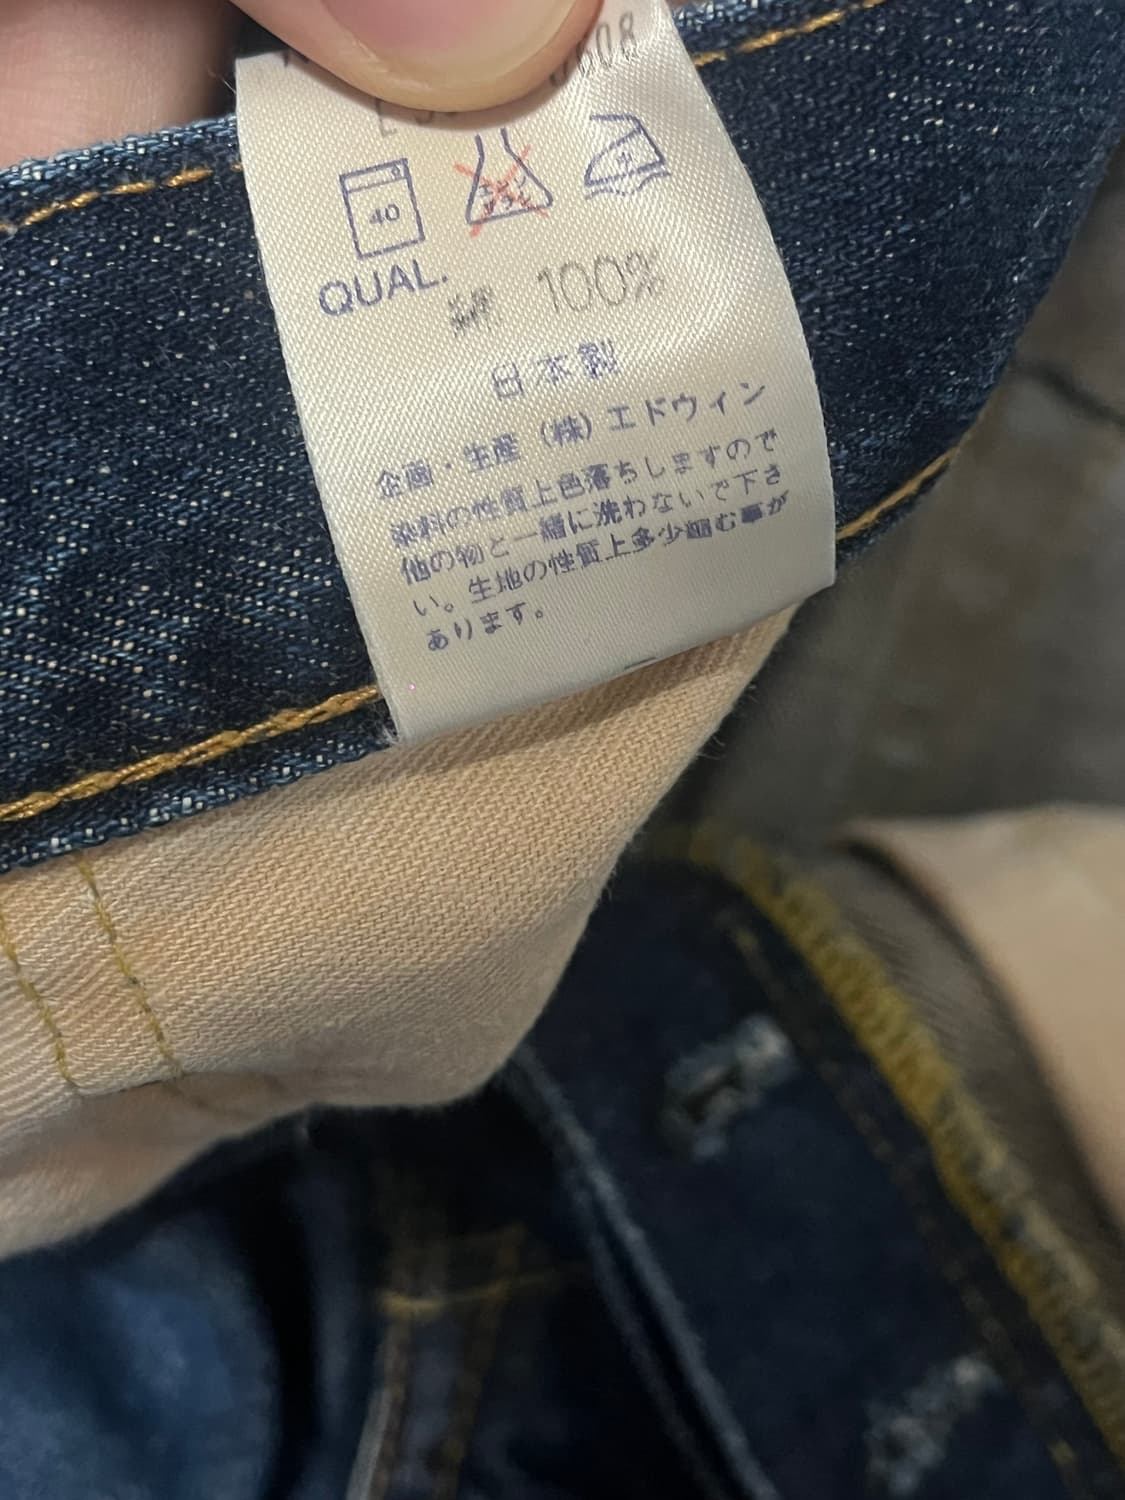 0808
40
QUAL. 綿 100%
日本製
企画・生産 (株) エドウィン
染料の性質上色落ちしますので
他の物と一緒に洗わないで下さ
い。生地の性質上多少縮む事が
あります。